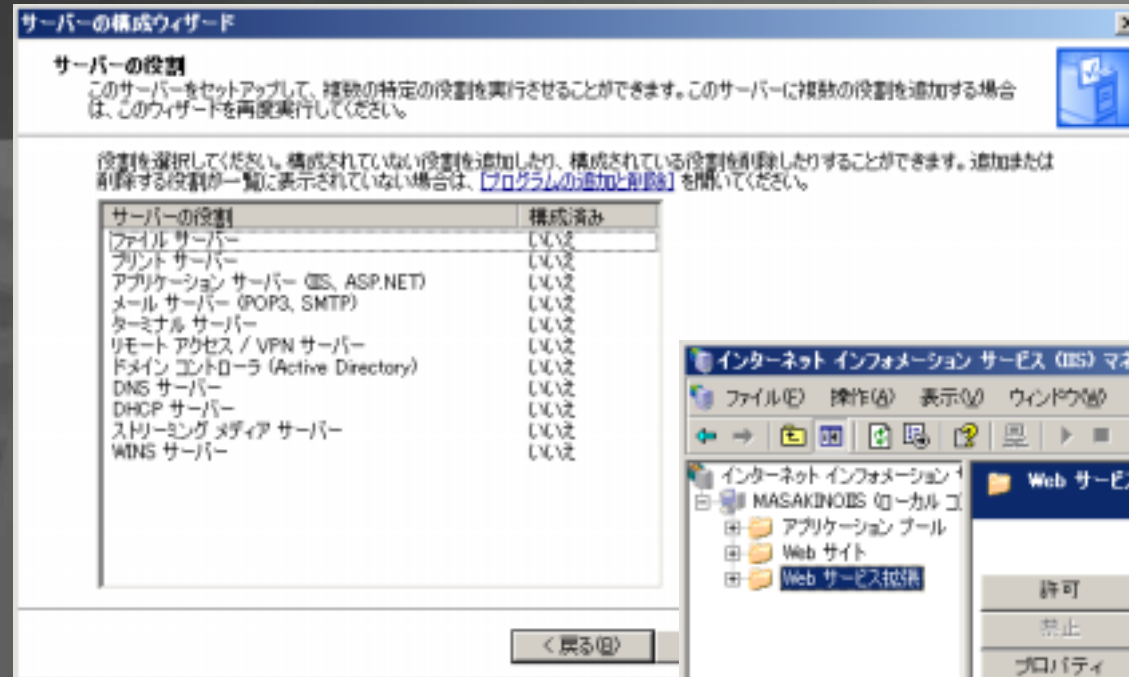 サーバーの構成ウィザード
サーバーの役割
このサーバーをセットアップして、複数の特定の役割を実行させることができます。このサーバーに複数の役割を追加する場合
は、このウィザードを再度実行してください。
役割を選択してください。構成されていない役割を追加したり、構成されている役割を削除したりすることができます。追加または
削除する役割が一覧に表示されていない場合は、[プログラムの追加と削除] を開いてください。
サーバーの役割 構成済み
ファイル サーバー いいえ
プリント サーバー いいえ
アプリケーション サーバー (IIS、ASP.NET) いいえ
メール サーバー (POP3、SMTP) いいえ
ターミナル サーバー いいえ
リモート アクセス / VPN サーバー いいえ
ドメイン コントローラ (Active Directory) いいえ
DNS サーバー いいえ
DHCP サーバー いいえ
ストリーミング メディア サーバー いいえ
WINS サーバー いいえ
< 戻る(B)
インターネット インフォメーション サービス (IIS) マネ
ファイル(F) 操作(A) 表示(V) ウィンドウ(W)
インターネット インフォメーション
MASAKINOIIS (ローカル コ
アプリケーション プール
Web サイト
Web サービス拡張
Web サービス
許可
禁止
プロパティ